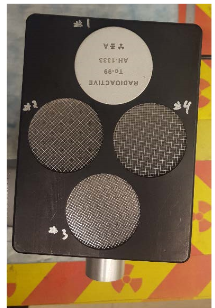 #1
☢ & A
AH-1333
Tc-99
RADIOACTIVE
#2
#4
#3